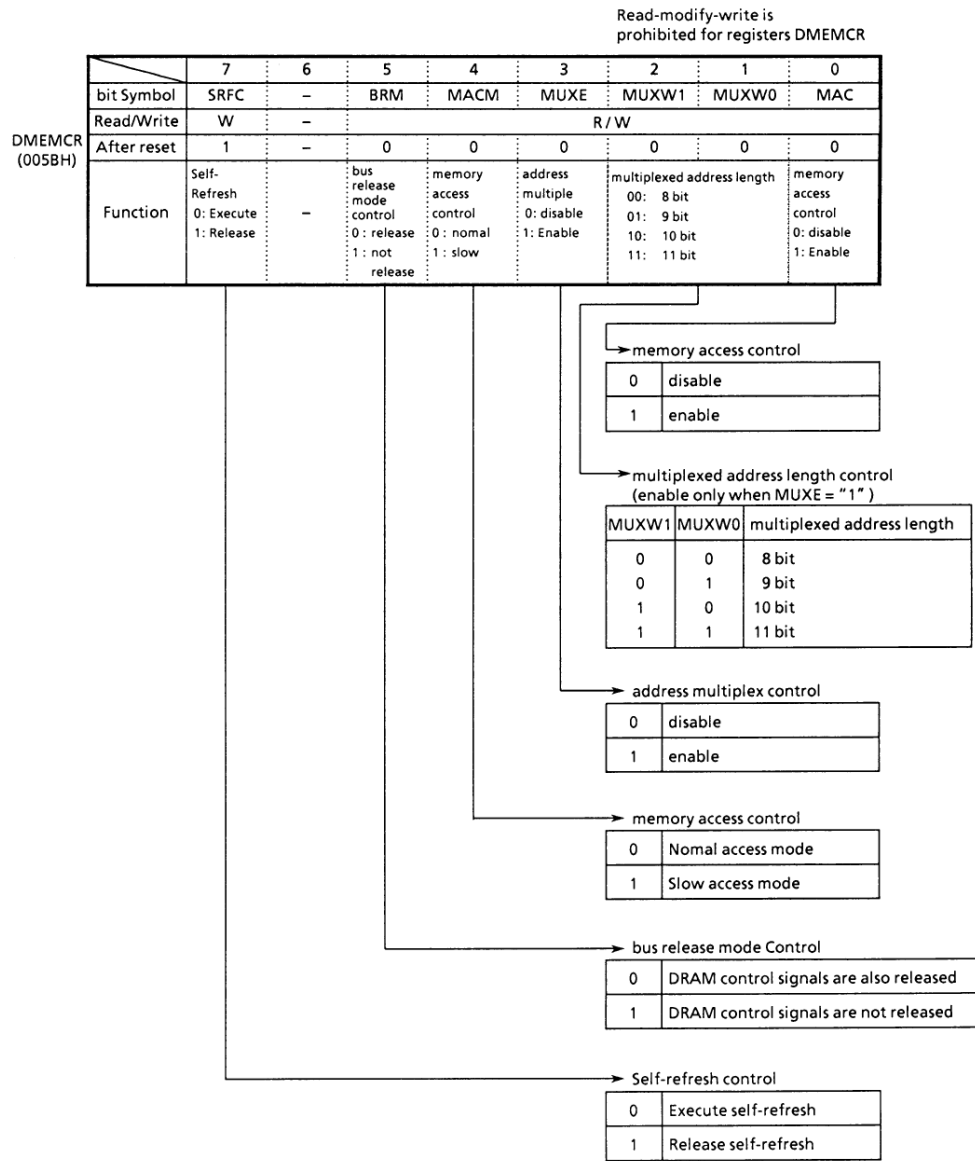 Read-modify-write is
prohibited for registers DMEMCR
7 6 5 4 3 2 1 0
bit Symbol SRFC – BRM MACM MUXE MUXW1 MUXW0 MAC
Read/Write W – R / W
DMEMCR
(005BH)
After reset 1 – 0 0 0 0 0 0
Function
Self-
Refresh
0: Execute
1: Release
–
bus
release
mode
control
0 : release
1 : not
release
memory
access
control
0 : nomal
1 : slow
address
multiple
0: disable
1: Enable
multiplexed address length
00: 8 bit
01: 9 bit
10: 10 bit
11: 11 bit
memory
access
control
0: disable
1: Enable
memory access control
0 disable
1 enable
multiplexed address length control
(enable only when MUXE = "1" )
MUXW1 MUXW0 multiplexed address length
0 0 8 bit
0 1 9 bit
1 0 10 bit
1 1 11 bit
address multiplex control
0 disable
1 enable
memory access control
0 Nomal access mode
1 Slow access mode
bus release mode Control
0 DRAM control signals are also released
1 DRAM control signals are not released
Self-refresh control
0 Execute self-refresh
1 Release self-refresh